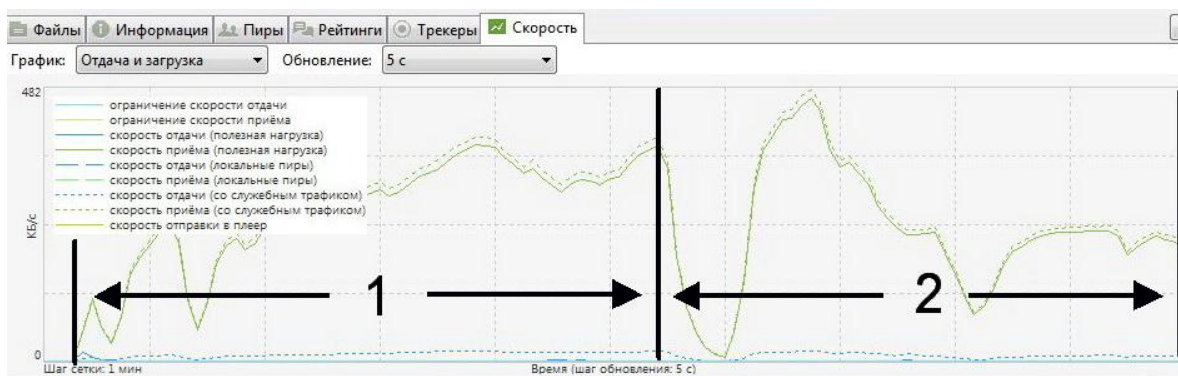 Файлы Информация Пиры Рейтинги Трекеры Скорость
График: Отдача и загрузка Обновление: 5 с
482
ограничение скорости отдачи
ограничение скорости приёма
скорость отдачи (полезная нагрузка)
скорость приёма (полезная нагрузка)
скорость отдачи (локальные пиры)
скорость приёма (локальные пиры)
скорость отдачи (со служебным трафиком)
скорость приёма (со служебным трафиком)
скорость отправки в плеер
КБ/с
1 2
0
Шаг сетки: 1 мин Время (шаг обновления: 5 с)